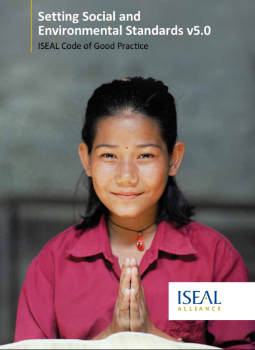 Setting Social and
Environmental Standards v5.0
ISEAL Code of Good Practice
ISEAL
ALLIANCE